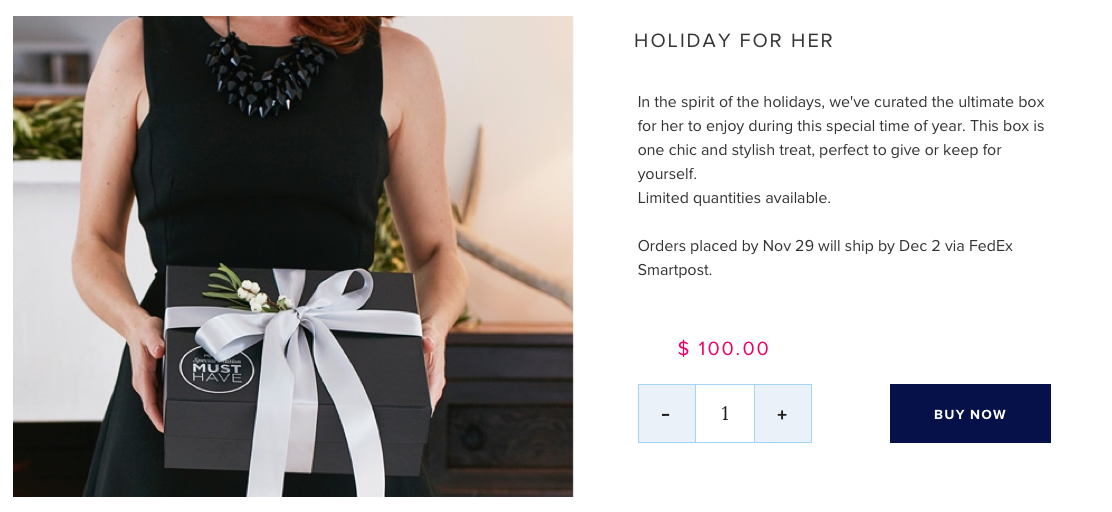 HOLIDAY FOR HER
In the spirit of the holidays, we've curated the ultimate box
for her to enjoy during this special time of year. This box is
one chic and stylish treat, perfect to give or keep for
yourself.
Limited quantities available.
Orders placed by Nov 29 will ship by Dec 2 via FedEx
Smartpost.
$ 100.00
- 1 +
BUY NOW
MUST
HAVE